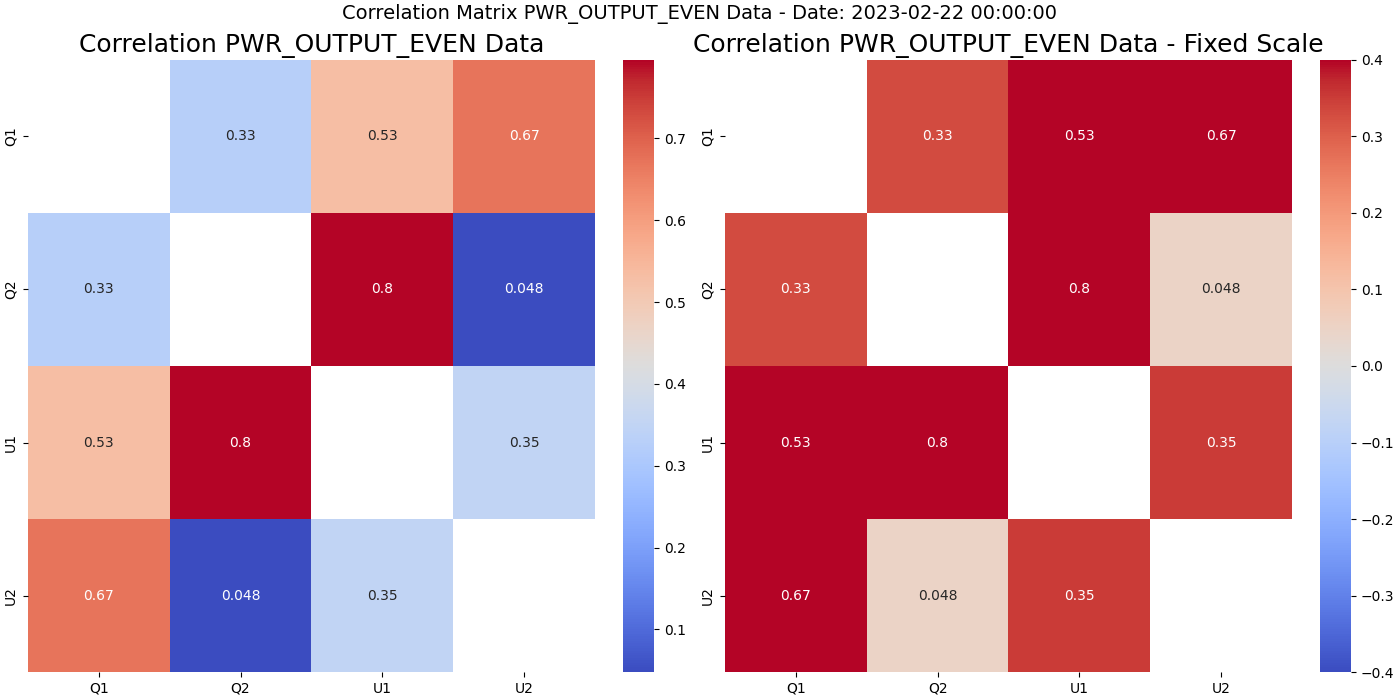 Correlation Matrix PWR_OUTPUT_EVEN Data - Date: 2023-02-22 00:00:00
Correlation PWR_OUTPUT_EVEN Data
Q1
0.33 0.53 0.67
Q2
0.33 0.8 0.048
U1
0.53 0.8 0.35
U2
0.67 0.048 0.35
Q1 Q2 U1 U2
0.7
0.6
0.5
0.4
0.3
0.2
0.1
Correlation PWR_OUTPUT_EVEN Data - Fixed Scale
Q1
0.33 0.53 0.67
Q2
0.33 0.8 0.048
U1
0.53 0.8 0.35
U2
0.67 0.048 0.35
Q1 Q2 U1 U2
0.4
0.3
0.2
0.1
0.0
−0.1
−0.2
−0.3
−0.4